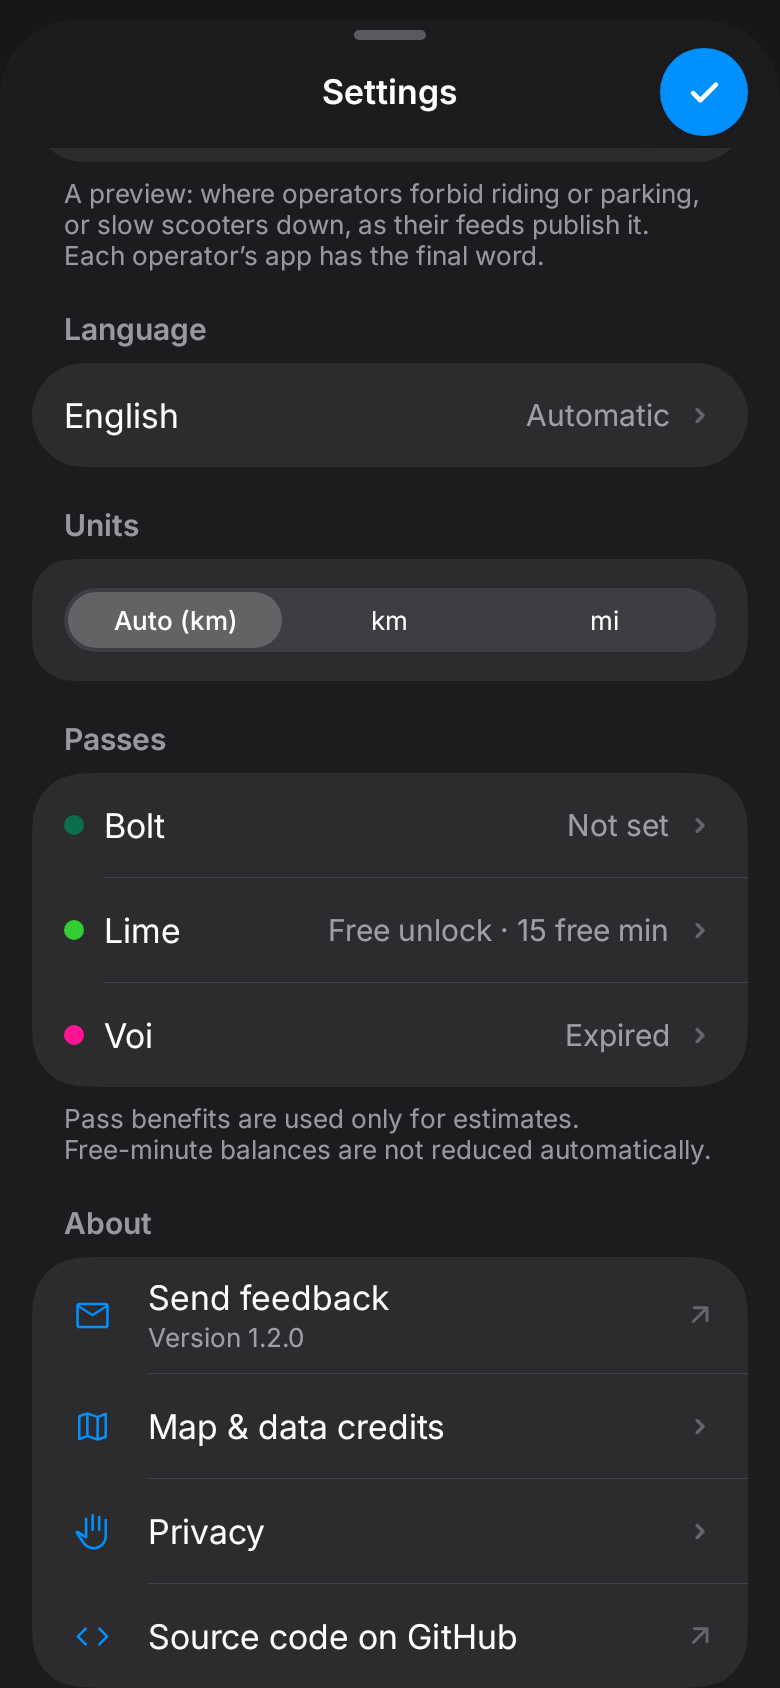 Settings
A preview: where operators forbid riding or parking,
or slow scooters down, as their feeds publish it.
Each operator’s app has the final word.
Language
English Automatic
Units
Auto (km) km mi
Passes
Bolt Not set
Lime Free unlock · 15 free min
Voi Expired
Pass benefits are used only for estimates.
Free-minute balances are not reduced automatically.
About
Send feedback
Version 1.2.0
Map & data credits
Privacy
Source code on GitHub